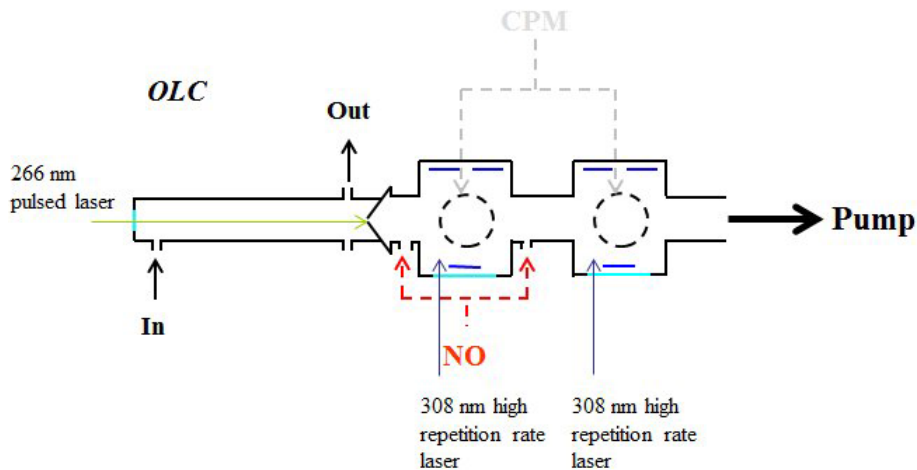 CPM
OLC
Out
266 nm
pulsed laser
Pump
In
NO
308 nm high
repetition rate
laser
308 nm high
repetition rate
laser